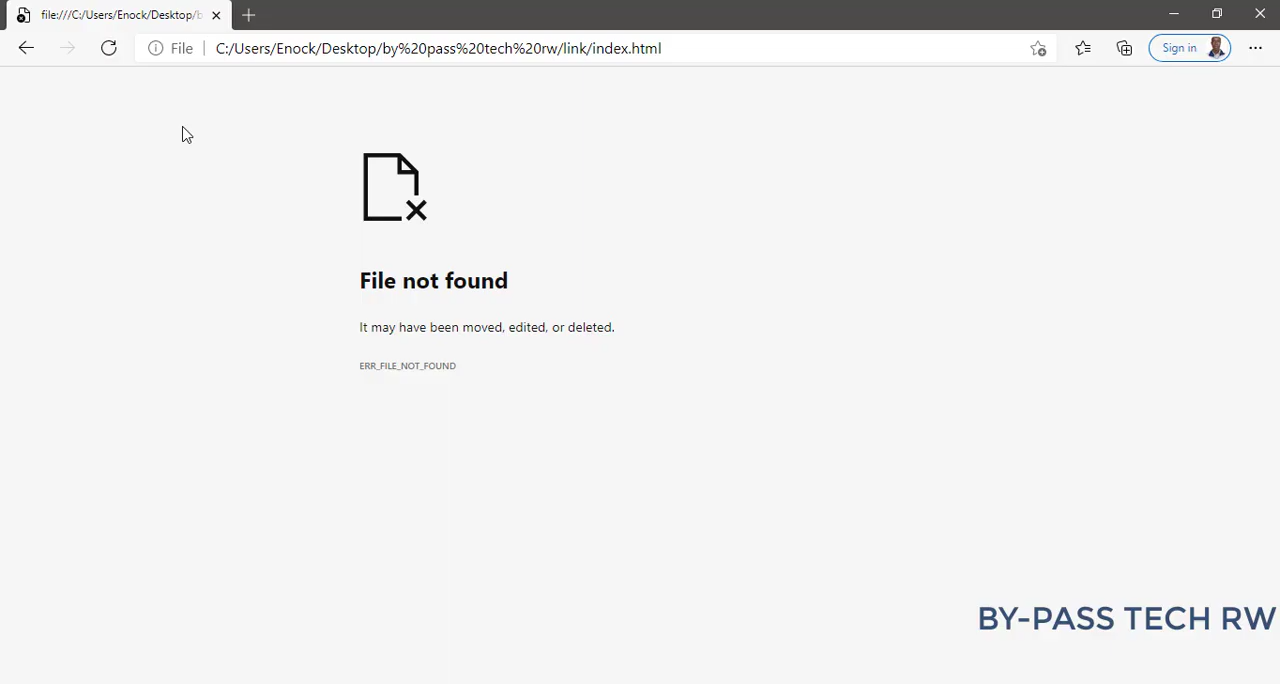 file:///C:/Users/Enock/Desktop/b
File
C:/Users/Enock/Desktop/by%20pass%20tech%20rw/link/index.html
Sign in
File not found
It may have been moved, edited, or deleted.
ERR_FILE_NOT_FOUND
BY-PASS TECH RW